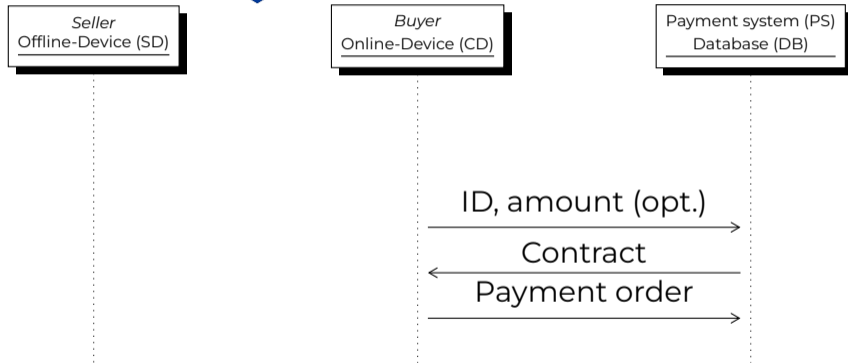 Seller
Offline-Device (SD)
Buyer
Online-Device (CD)
Payment system (PS)
Database (DB)
ID, amount (opt.)
Contract
Payment order